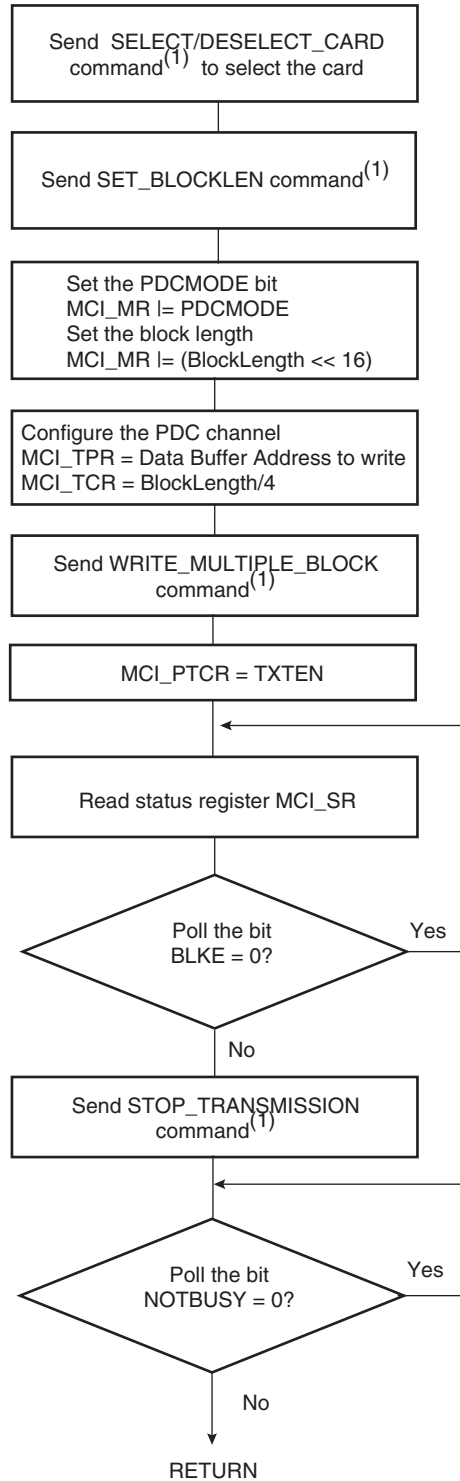 Send SELECT/DESELECT_CARD
command(1) to select the card
Send SET_BLOCKLEN command(1)
Set the PDCMODE bit
MCI_MR |= PDCMODE
Set the block length
MCI_MR |= (BlockLength << 16)
Configure the PDC channel
MCI_TPR = Data Buffer Address to write
MCI_TCR = BlockLength/4
Send WRITE_MULTIPLE_BLOCK
command(1)
MCI_PTCR = TXTEN
Read status register MCI_SR
Poll the bit
BLKE = 0?
Yes
No
Send STOP_TRANSMISSION
command(1)
Poll the bit
NOTBUSY = 0?
Yes
No
RETURN